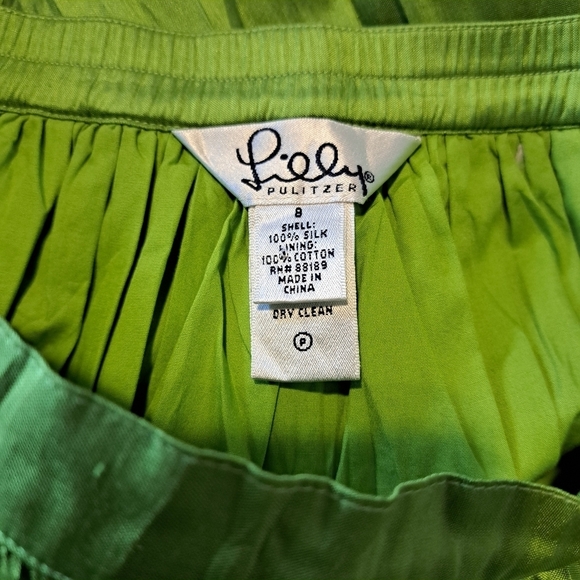 Lilly®
PULITZER
8
SHELL:
100% SILK
LINING:
100% COTTON
RN# 88189
MADE IN
CHINA
DRY CLEAN
P